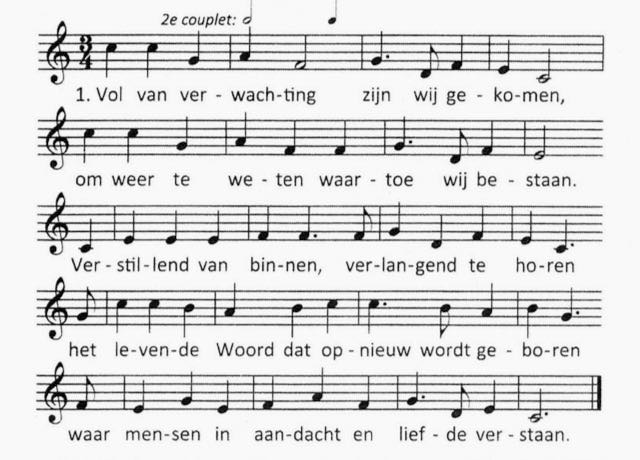 2e couplet:
1. Vol van ver - wach-ting zijn wij ge - ko-men,
om weer te we - ten waar - toe wij be - staan.
Ver - stil - lend van bin - nen, ver - lan - gend te ho - ren
het le - ven - de Woord dat op - nieuw wordt ge - bo - ren
waar men - sen in aan - dacht en lief - de ver - staan.